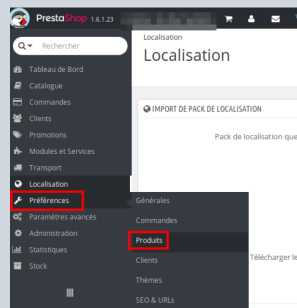 PrestaShop 1.6.1.23
Rechercher
Tableau de Bord
Catalogue
Commandes
Clients
Promotions
Modules et Services
Transport
Localisation
Préférences
Paramètres avancés
Administration
Statistiques
Stock
Générales
Commandes
Produits
Clients
Thèmes
SEO & URLs
Localisation
Localisation
IMPORT DE PACK DE LOCALISATION
Pack de localisation que
Télécharger le